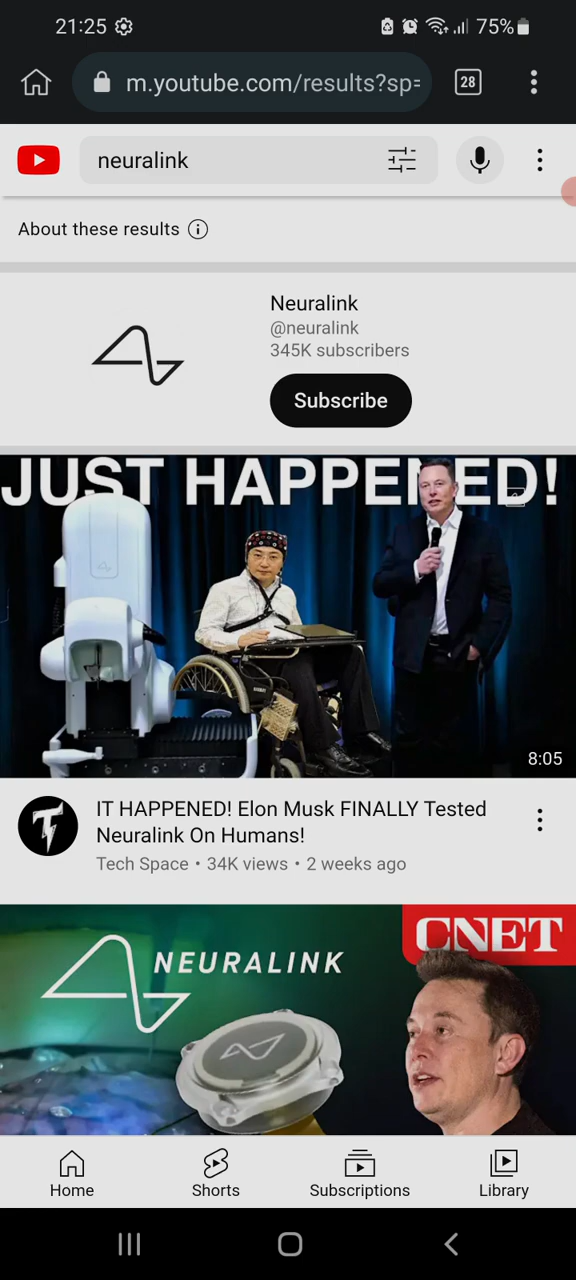 21:25
75%
m.youtube.com/results?sp=
28
neuralink
About these results
Neuralink
@neuralink
345K subscribers
Subscribe
JUST HAPPENED!
8:05
IT HAPPENED! Elon Musk FINALLY Tested
Neuralink On Humans!
Tech Space • 34K views • 2 weeks ago
CNET
NEURALINK
Home
Shorts
Subscriptions
Library